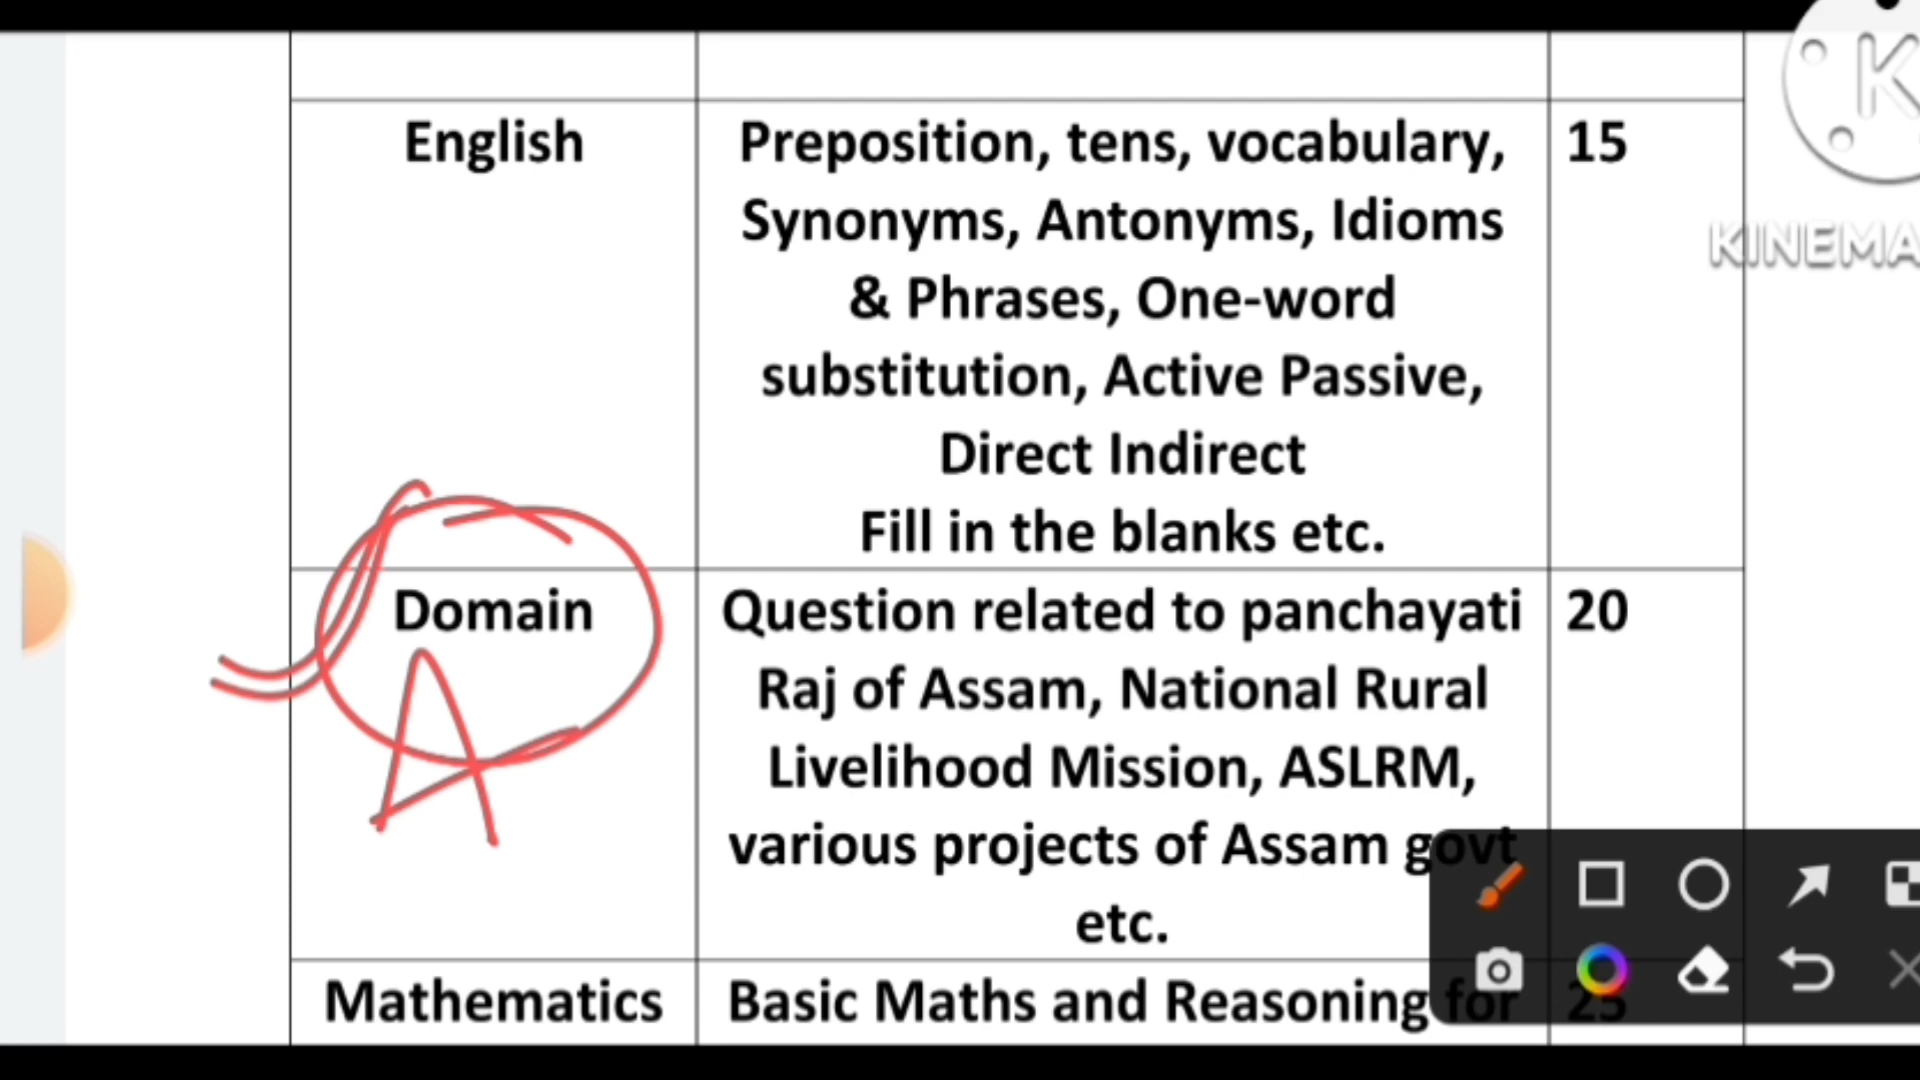 K
KINEMA
English
Preposition, tens, vocabulary,
15
Synonyms, Antonyms, Idioms
& Phrases, One-word
substitution, Active Passive,
Direct Indirect
Fill in the blanks etc.
Domain
Question related to panchayati
20
Raj of Assam, National Rural
Livelihood Mission, ASLRM,
various projects of Assam govt
etc.
A
Mathematics
Basic Maths and Reasoning for
25